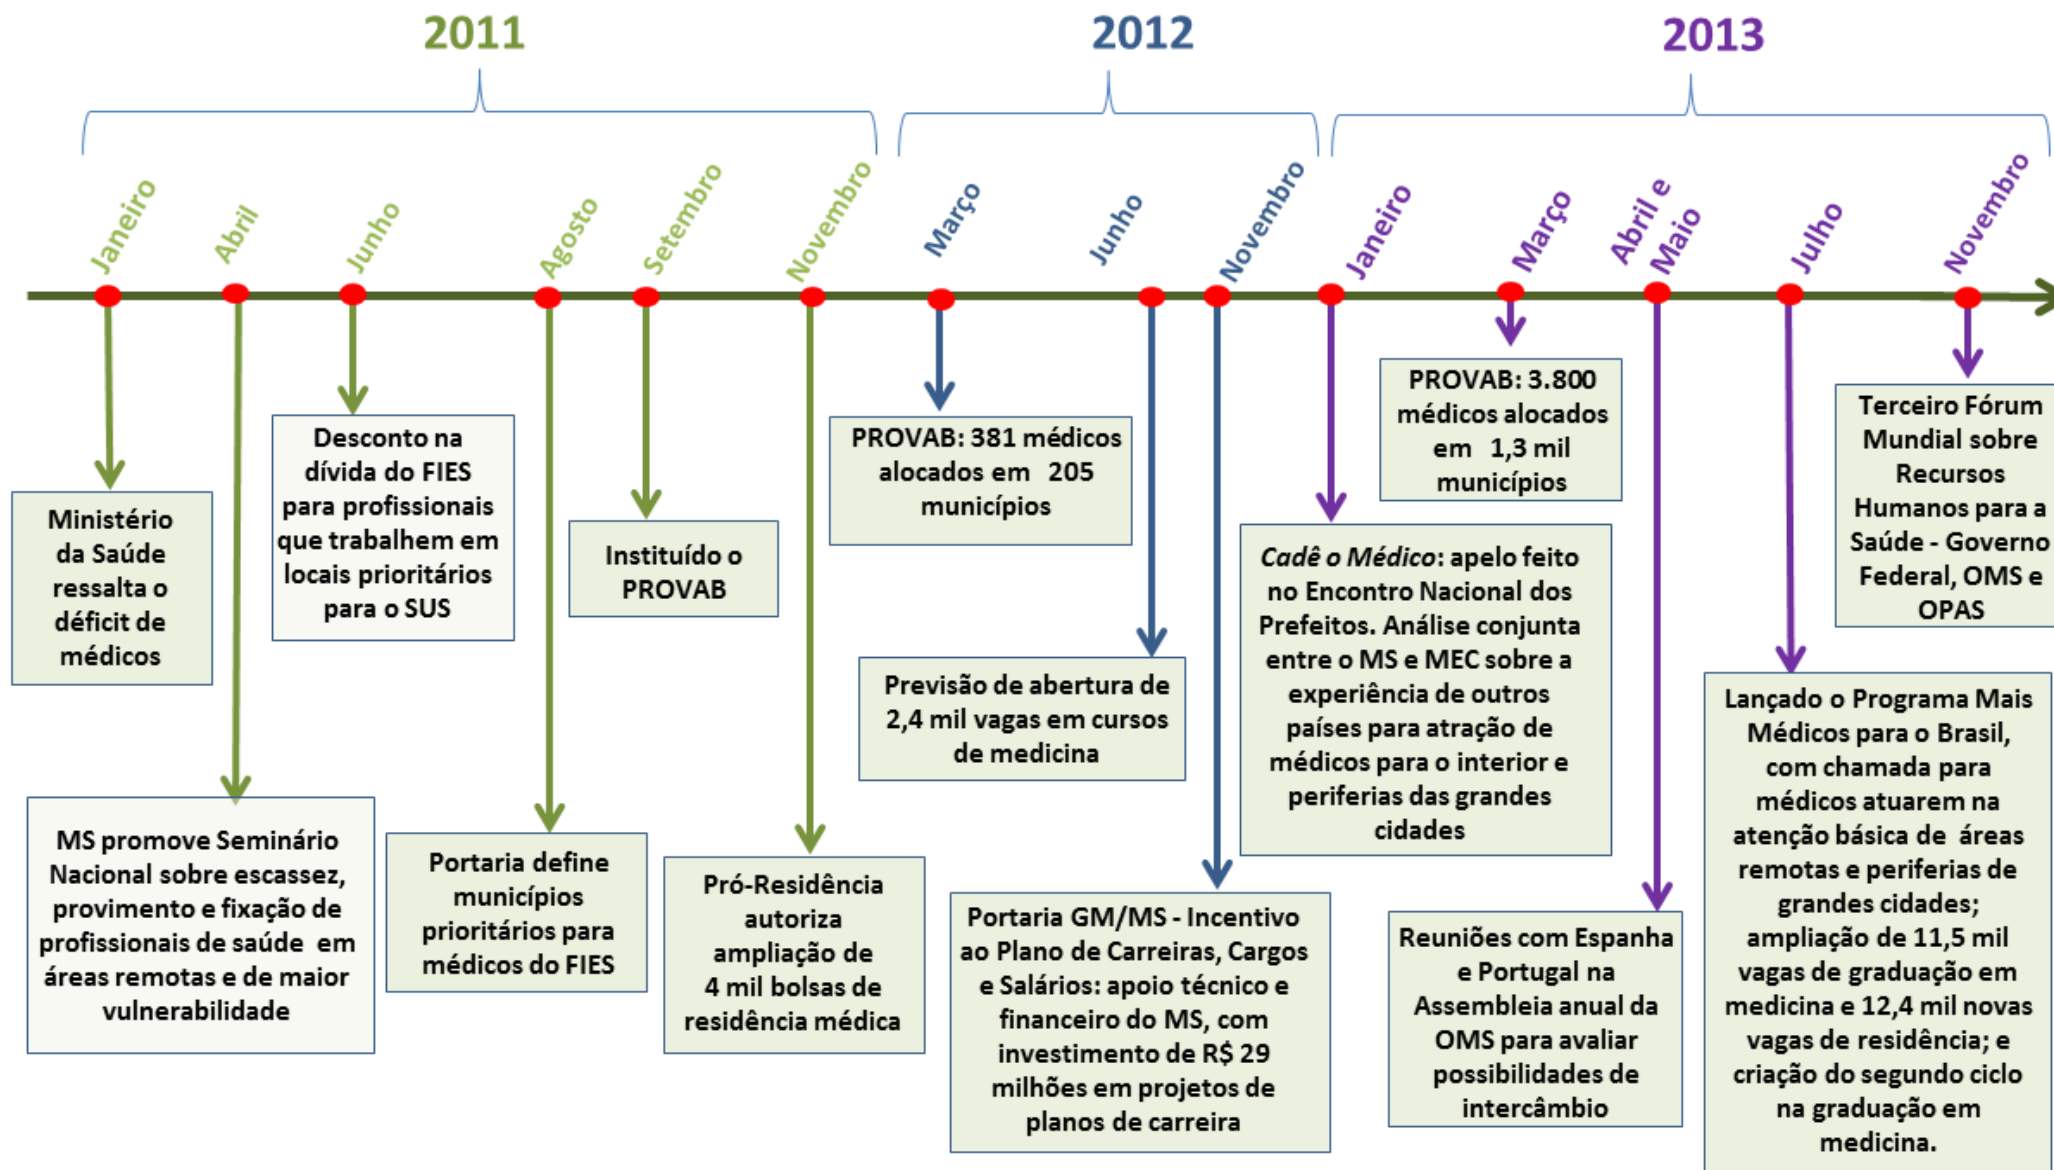 2011
2012
2013
Janeiro
Abril
Junho
Agosto
Setembro
Novembro
Março
Junho
Novembro
Janeiro
Março
Abril e
Maio
Julho
Novembro
Ministério
da Saúde
ressalta o
déficit de
médicos
MS promove Seminário
Nacional sobre escassez,
provimento e fixação de
profissionais de saúde em
áreas remotas e de maior
vulnerabilidade
Desconto na
dívida do FIES
para profissionais
que trabalhem em
locais prioritários
para o SUS
Portaria define
municípios
prioritários para
médicos do FIES
Instituído o
PROVAB
Pró-Residência
autoriza
ampliação de
4 mil bolsas de
residência médica
PROVAB: 381 médicos
alocados em 205
municípios
Previsão de abertura de
2,4 mil vagas em cursos
de medicina
Portaria GM/MS - Incentivo
ao Plano de Carreiras, Cargos
e Salários: apoio técnico e
financeiro do MS, com
investimento de R$ 29
milhões em projetos de
planos de carreira
Cadê o Médico: apelo feito
no Encontro Nacional dos
Prefeitos. Análise conjunta
entre o MS e MEC sobre a
experiência de outros
países para atração de
médicos para o interior e
periferias das grandes
cidades
PROVAB: 3.800
médicos alocados
em 1,3 mil
municípios
Reuniões com Espanha
e Portugal na
Assembleia anual da
OMS para avaliar
possibilidades de
intercâmbio
Lançado o Programa Mais
Médicos para o Brasil,
com chamada para
médicos atuarem na
atenção básica de áreas
remotas e periferias de
grandes cidades;
ampliação de 11,5 mil
vagas de graduação em
medicina e 12,4 mil novas
vagas de residência; e
criação do segundo ciclo
na graduação em
medicina.
Terceiro Fórum
Mundial sobre
Recursos
Humanos para a
Saúde - Governo
Federal, OMS e
OPAS